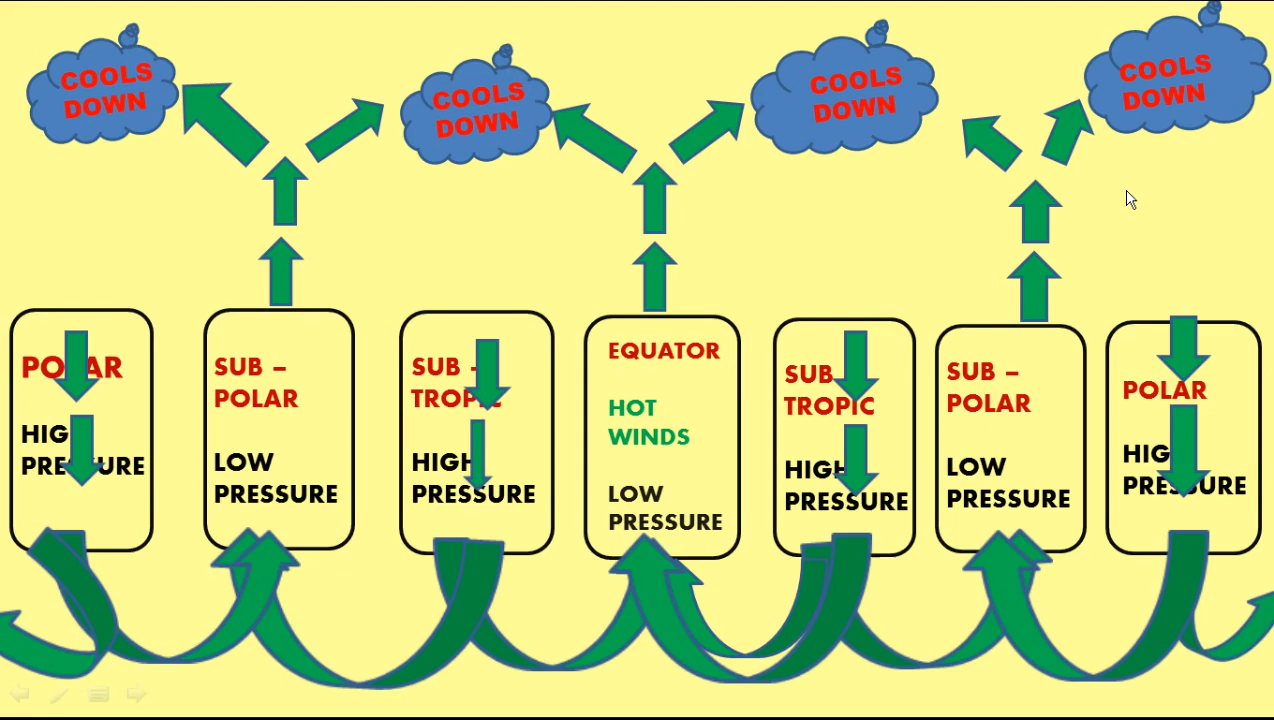 COOLS
DOWN
COOLS
DOWN
COOLS
DOWN
COOLS
DOWN
POLAR
HIGH
PRESSURE
SUB –
POLAR
LOW
PRESSURE
SUB -
TROPIC
HIGH
PRESSURE
EQUATOR
HOT
WINDS
LOW
PRESSURE
SUB
TROPIC
HIGH
PRESSURE
SUB –
POLAR
LOW
PRESSURE
POLAR
HIGH
PRESSURE